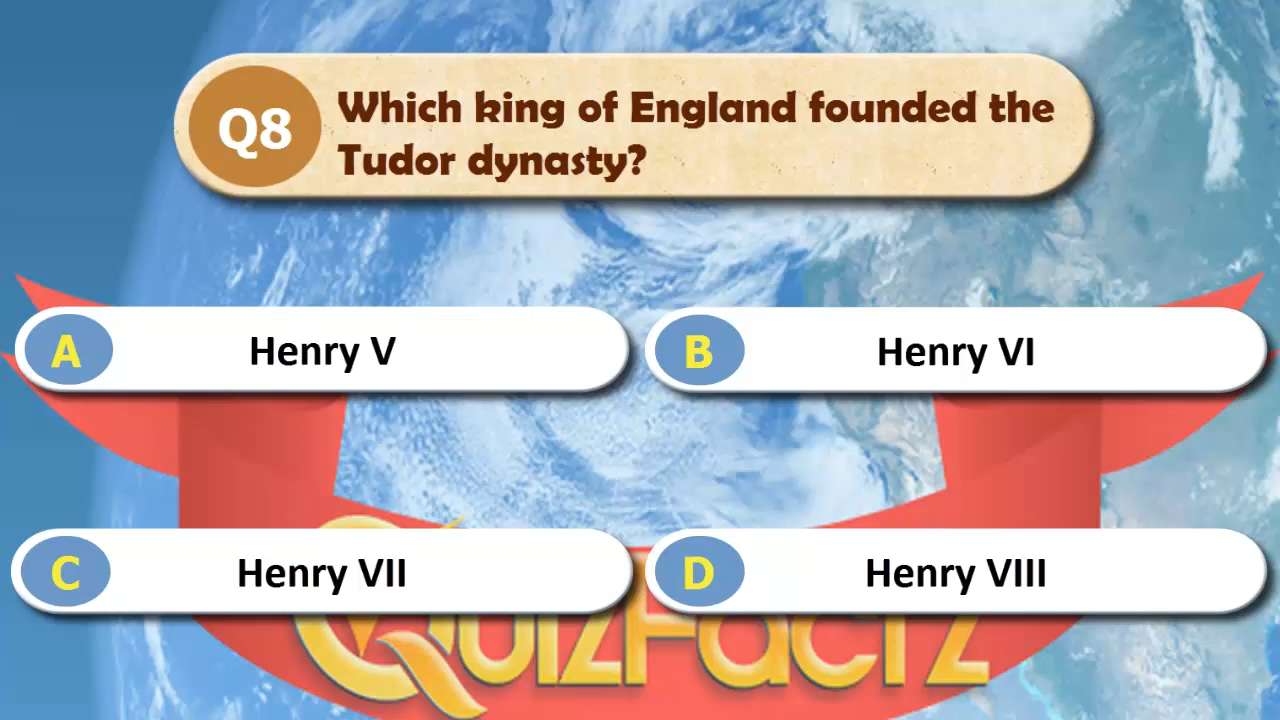 Q8
Which king of England founded the
Tudor dynasty?
A
Henry V
B
Henry VI
C
Henry VII
D
Henry VIII
QuizFactz